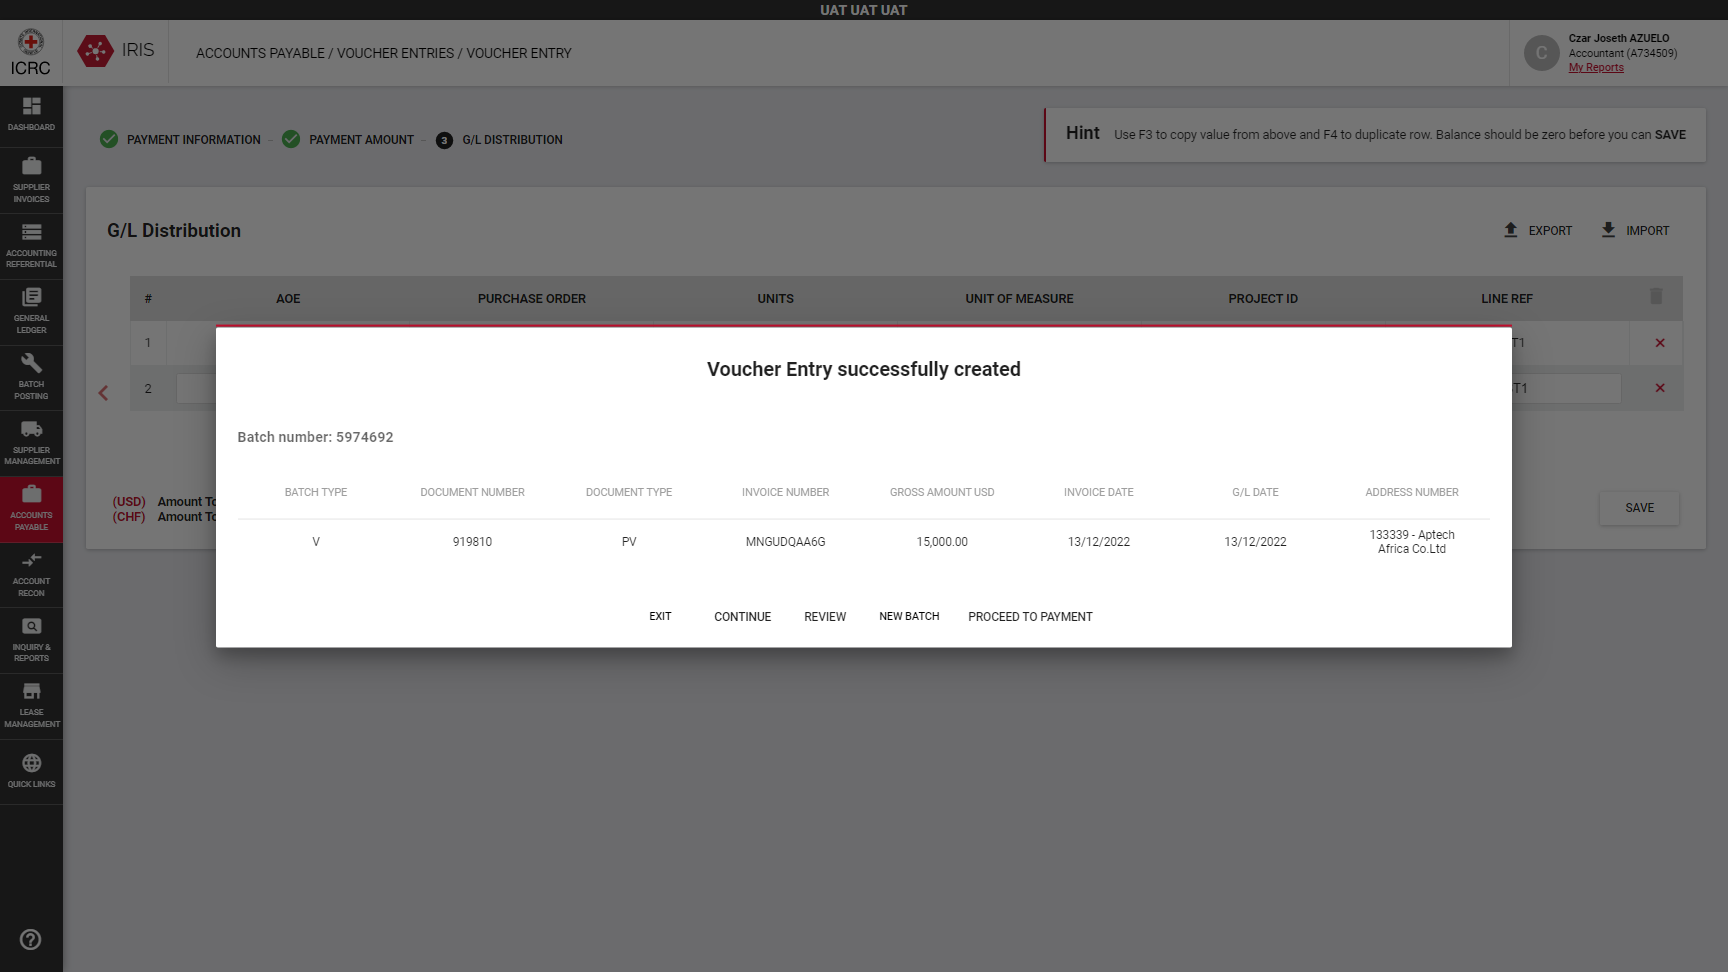 UAT UAT UAT
ICRC
IRIS
ACCOUNTS PAYABLE / VOUCHER ENTRIES / VOUCHER ENTRY
C
Czar Joseth AZUELO
Accountant (A734509)
My Reports
DASHBOARD
SUPPLIER
INVOICES
ACCOUNTING
REFERENTIAL
GENERAL
LEDGER
BATCH
POSTING
SUPPLIER
MANAGEMENT
ACCOUNTS
PAYABLE
ACCOUNT
RECON
INQUIRY &
REPORTS
LEASE
MANAGEMENT
QUICK LINKS
PAYMENT INFORMATION - PAYMENT AMOUNT - 3 G/L DISTRIBUTION
Hint Use F3 to copy value from above and F4 to duplicate row. Balance should be zero before you can SAVE
G/L Distribution
EXPORT IMPORT
# AOE PURCHASE ORDER UNITS UNIT OF MEASURE PROJECT ID LINE REF
1 T1
2 T1
(USD) Amount To
(CHF) Amount To
SAVE
Voucher Entry successfully created
Batch number: 5974692
BATCH TYPE DOCUMENT NUMBER DOCUMENT TYPE INVOICE NUMBER GROSS AMOUNT USD INVOICE DATE G/L DATE ADDRESS NUMBER
V 919810 PV MNGUDQAA6G 15,000.00 13/12/2022 13/12/2022 133339 - Aptech
Africa Co.Ltd
EXIT CONTINUE REVIEW NEW BATCH PROCEED TO PAYMENT